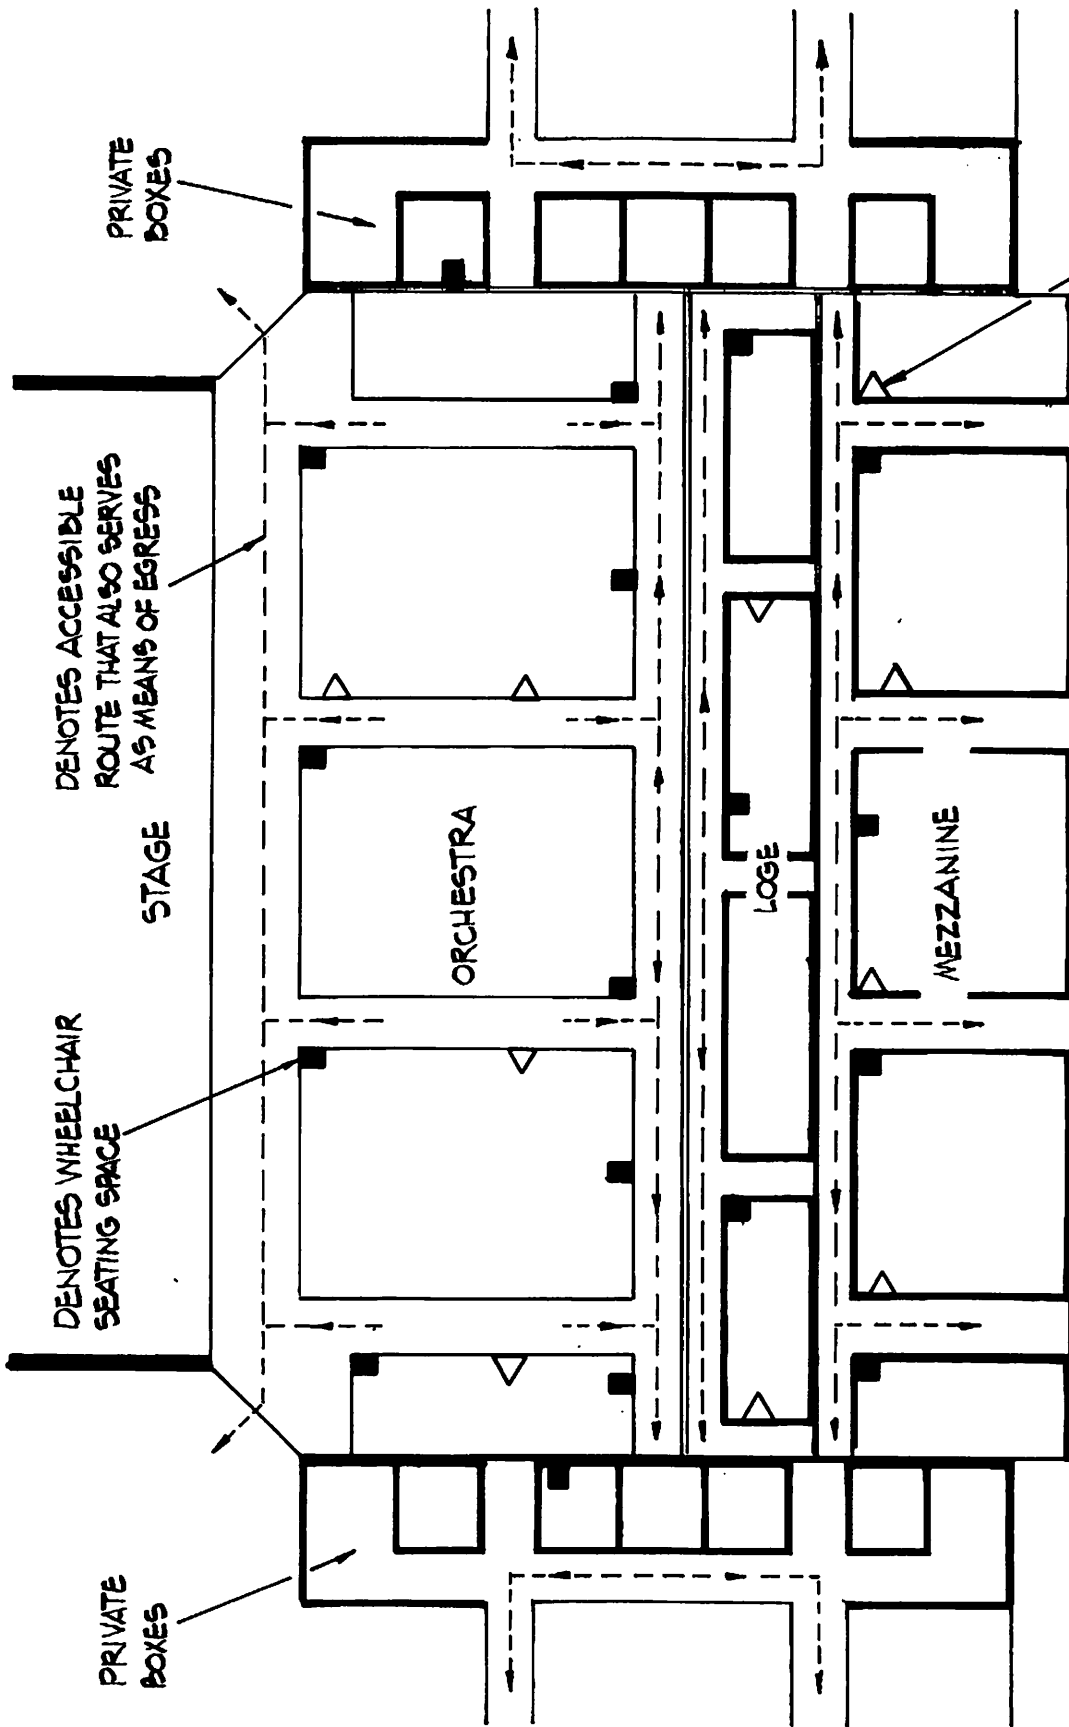 PRIVATE
BOXES
DENOTES WHEELCHAIR
SEATING SPACE
STAGE
DENOTES ACCESSIBLE
ROUTE THAT ALSO SERVES
AS MEANS OF EGRESS
PRIVATE
BOXES
ORCHESTRA
LOGE
MEZZANINE